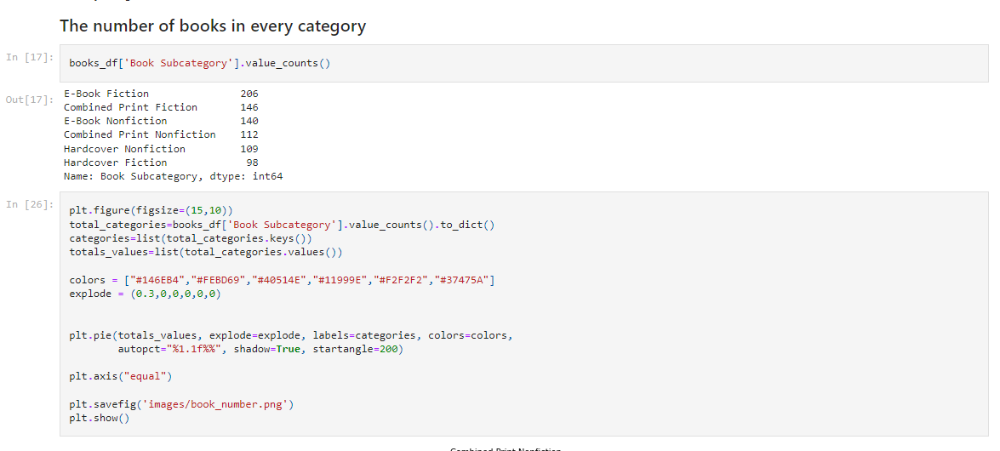 The number of books in every category
In [17]:
books_df['Book Subcategory'].value_counts()
Out[17]:
E-Book Fiction 206
Combined Print Fiction 146
E-Book Nonfiction 140
Combined Print Nonfiction 112
Hardcover Nonfiction 109
Hardcover Fiction 98
Name: Book Subcategory, dtype: int64
In [26]:
plt.figure(figsize=(15,10))
total_categories=books_df['Book Subcategory'].value_counts().to_dict()
categories=list(total_categories.keys())
totals_values=list(total_categories.values())
colors = ["#146EB4","#FEBD69","#40514E","#11999E","#F2F2F2","#37475A"]
explode = (0.3,0,0,0,0,0)
plt.pie(totals_values, explode=explode, labels=categories, colors=colors,
autopct="%1.1f%%", shadow=True, startangle=200)
plt.axis("equal")
plt.savefig('images/book_number.png')
plt.show()
Combined Print Nonfiction